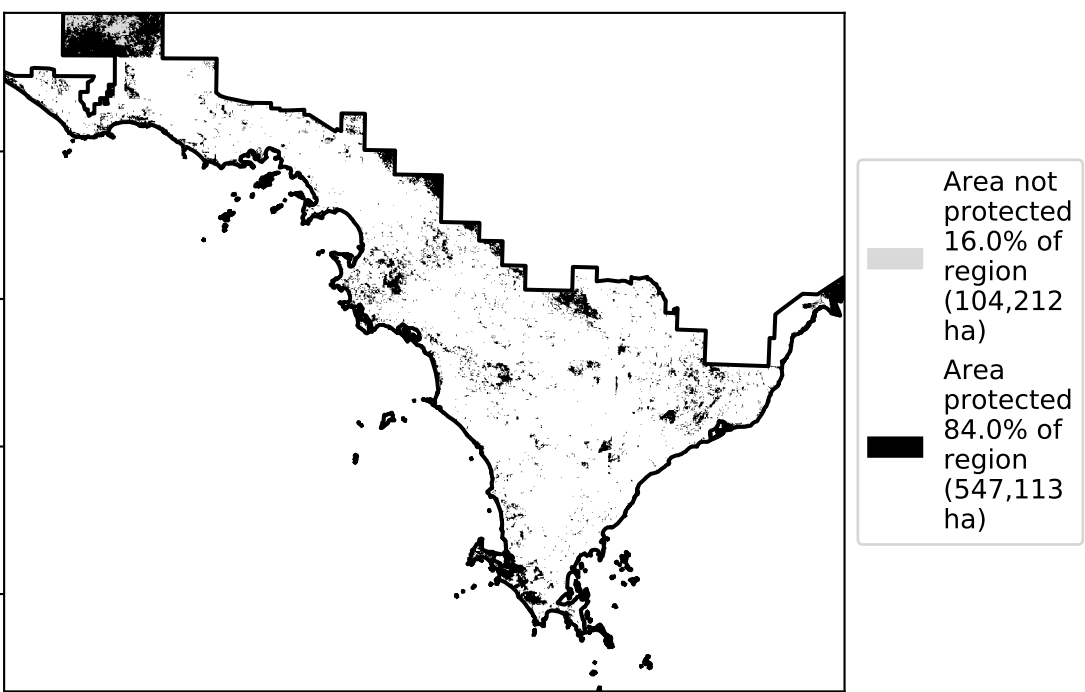 Area not
protected
16.0% of
region
(104,212
ha)
Area
protected
84.0% of
region
(547,113
ha)